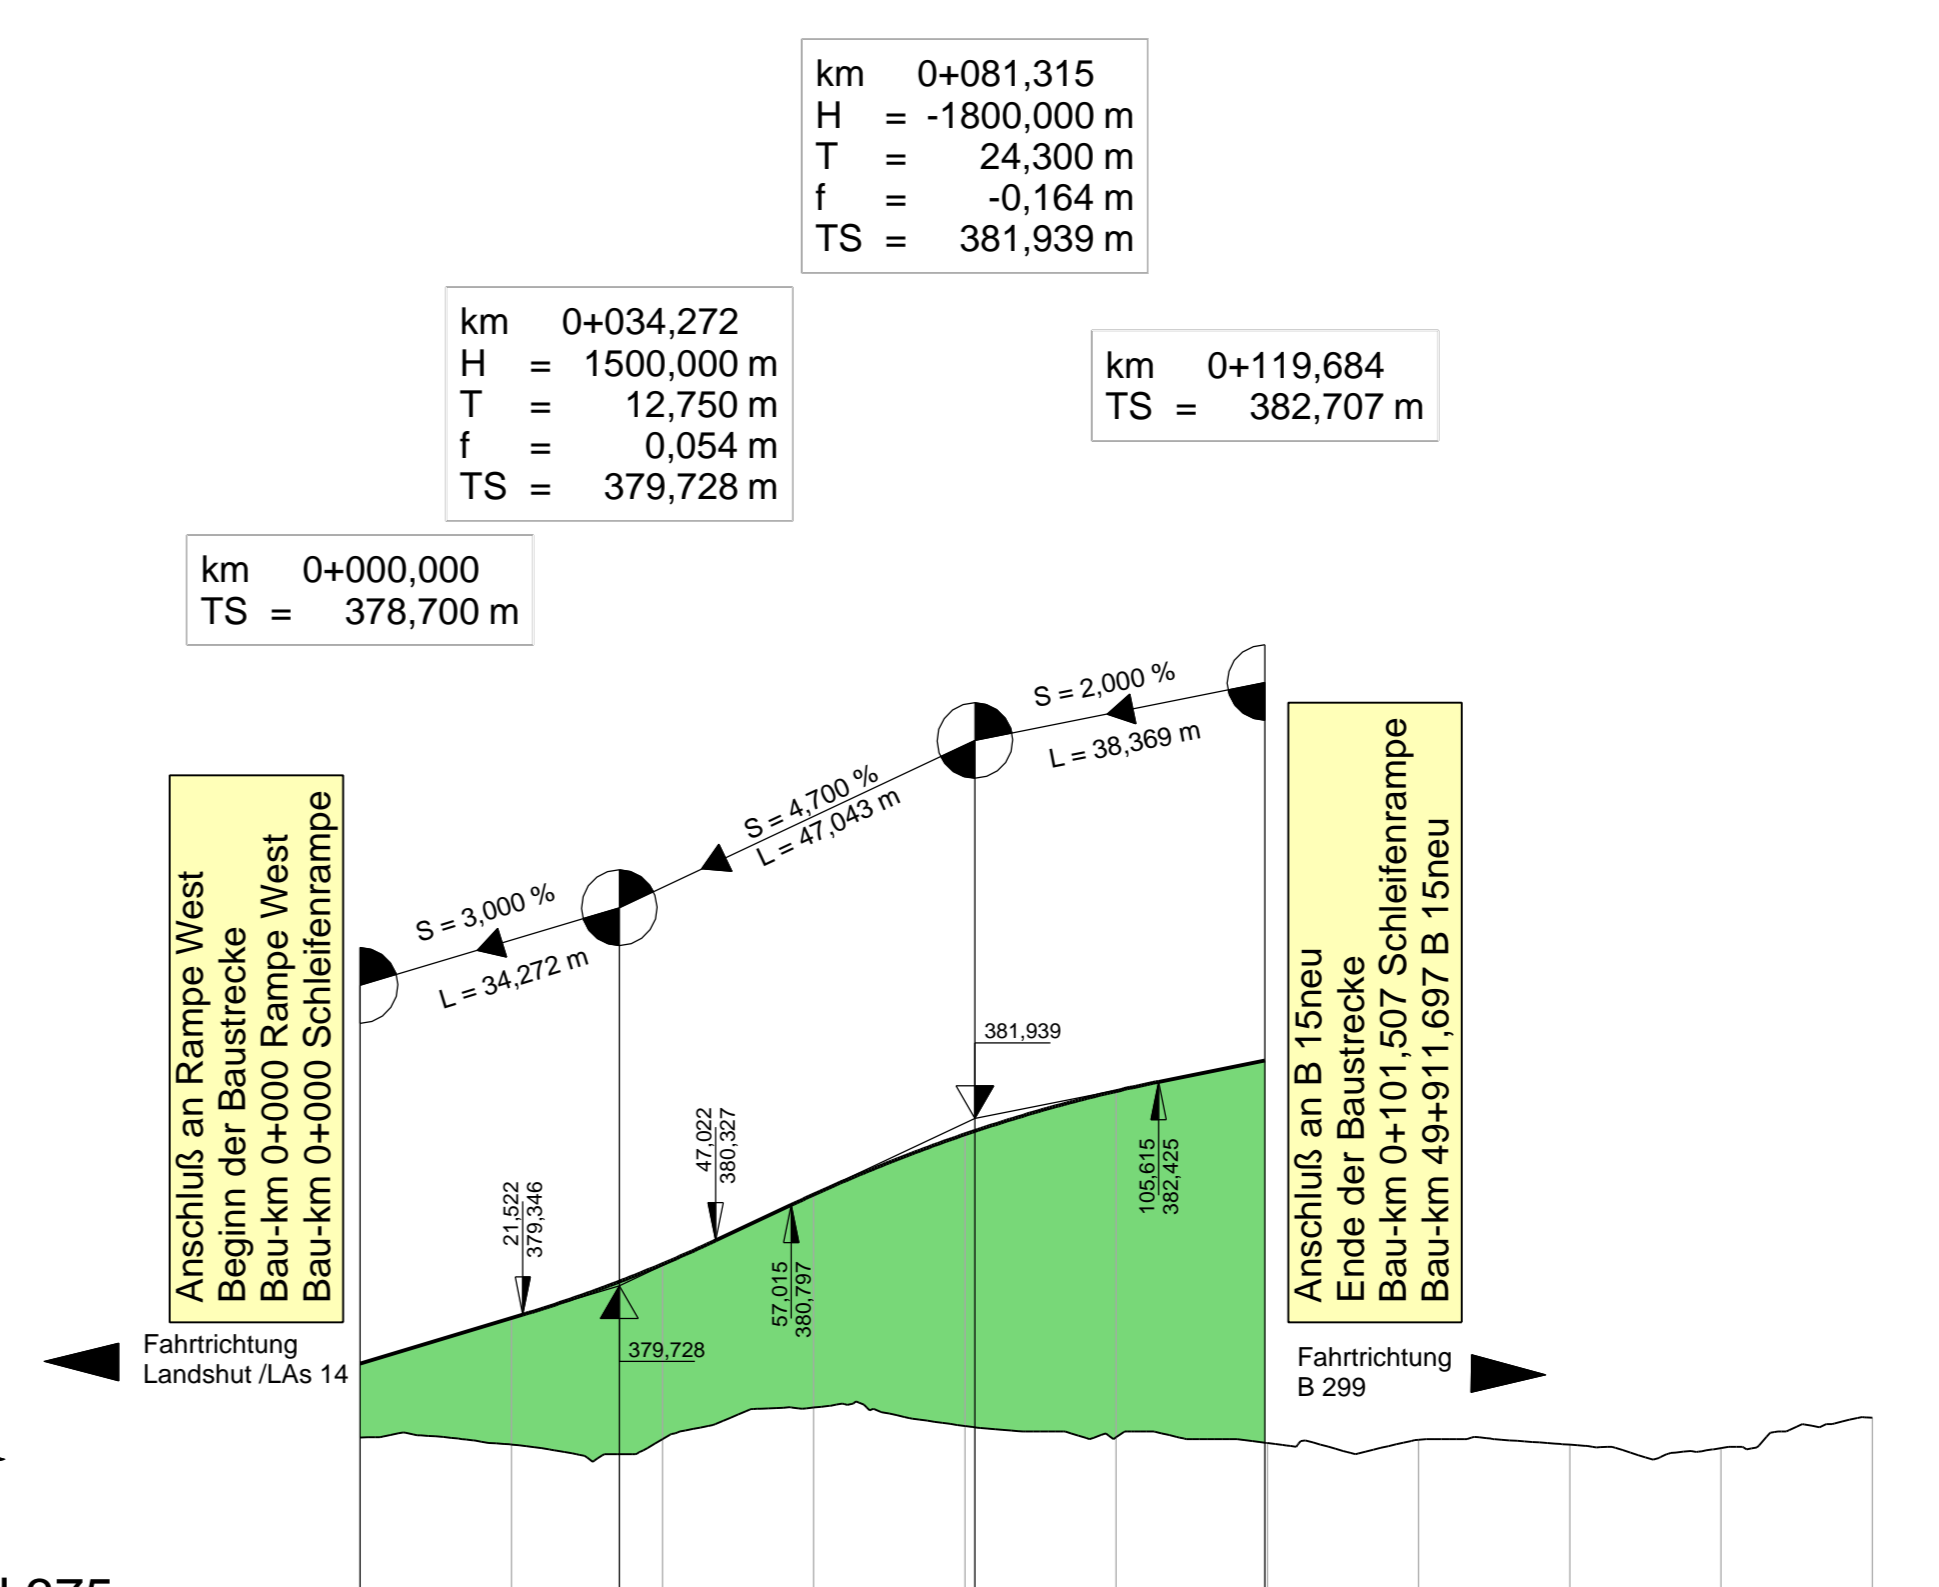 km 0+081,315
H = -1800,000 m
T = 24,300 m
f = -0,164 m
TS = 381,939 m
km 0+034,272
H = 1500,000 m
T = 12,750 m
f = 0,054 m
TS = 379,728 m
km 0+119,684
TS = 382,707 m
km 0+000,000
TS = 378,700 m
S = 2,000 %
L = 38,369 m
S = 4,700 %
L = 47,043 m
S = 3,000 %
L = 34,272 m
Anschluß an Rampe West
Beginn der Baustrecke
Bau-km 0+000 Rampe West
Bau-km 0+000 Schleifenrampe
Anschluß an B 15neu
Ende der Baustrecke
Bau-km 0+101,507 Schleifenrampe
Bau-km 49+911,697 B 15neu
381,939
47,022
380,327
21,522
379,346
57,015
380,797
105,615
382,425
379,728
Fahrtrichtung
Landshut /LAs 14
Fahrtrichtung
B 299